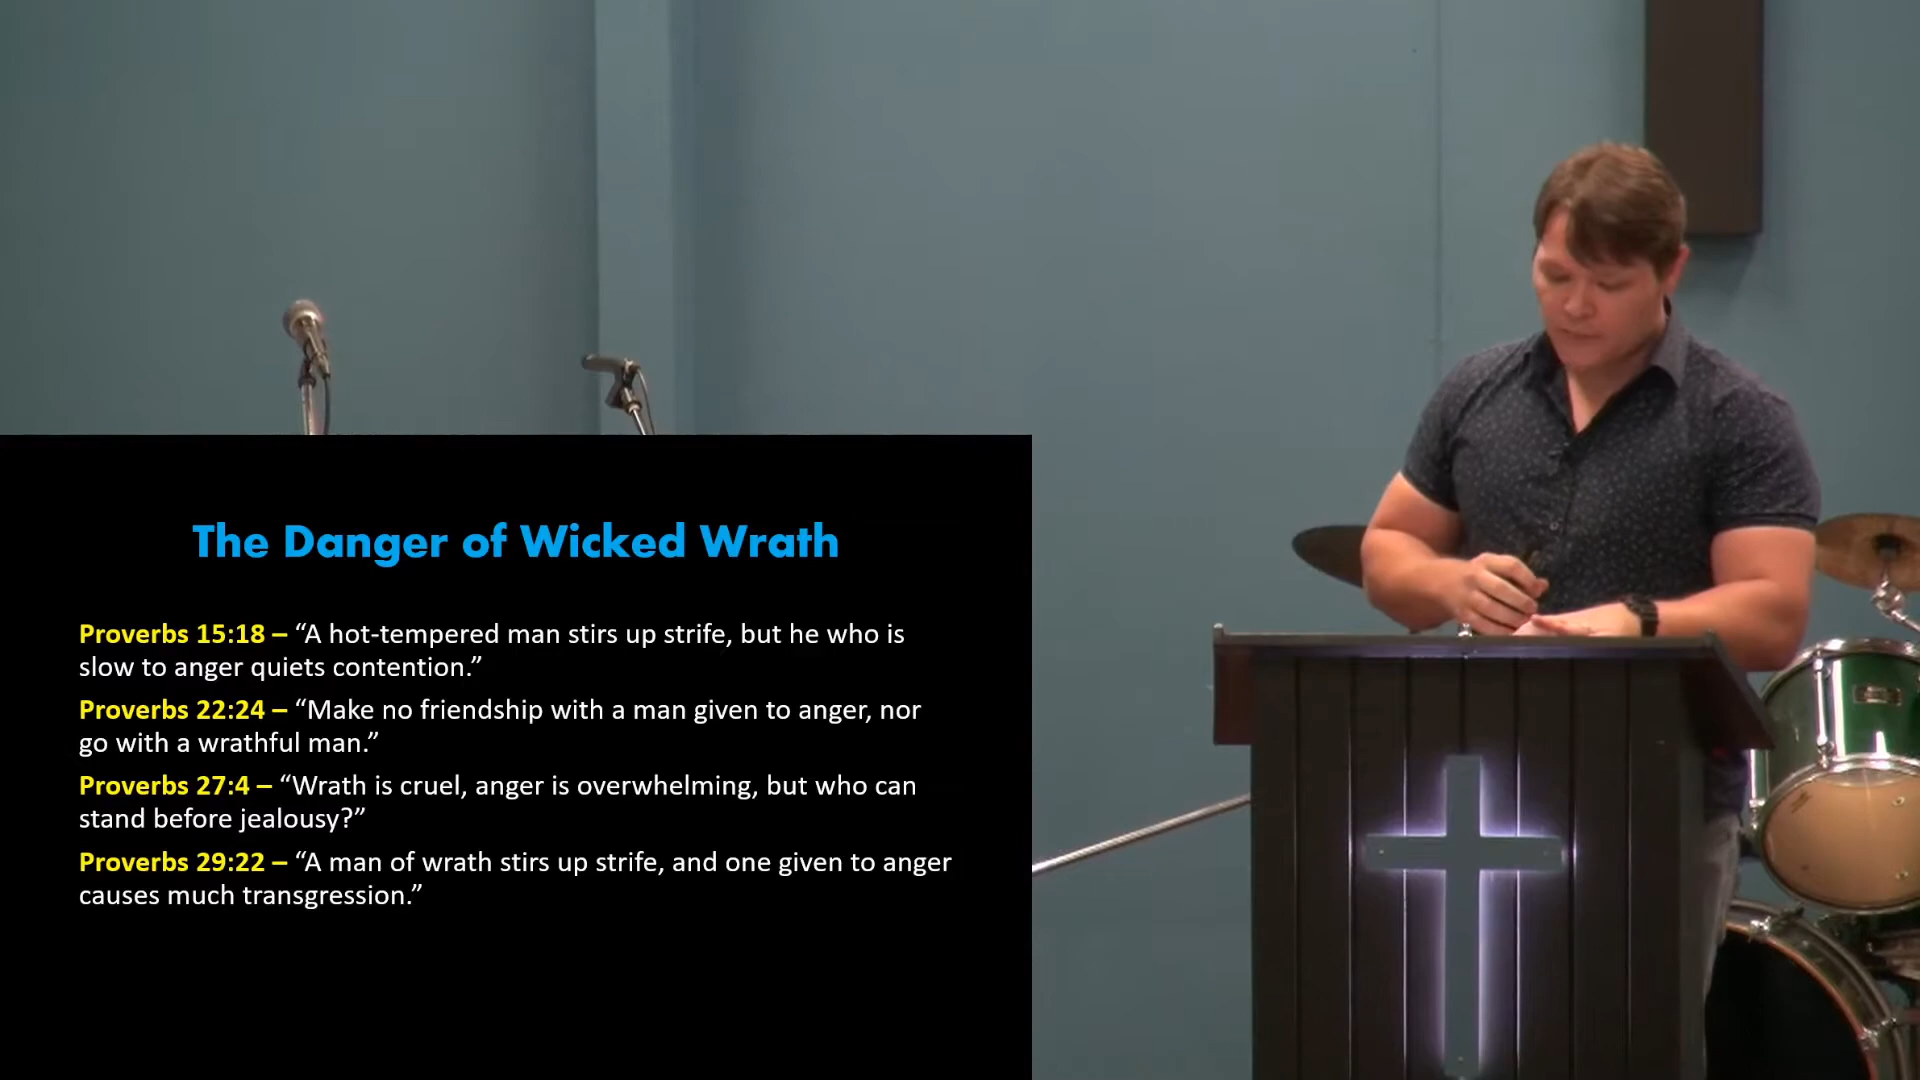 The Danger of Wicked Wrath
Proverbs 15:18 – “A hot-tempered man stirs up strife, but he who is
slow to anger quiets contention.”
Proverbs 22:24 – “Make no friendship with a man given to anger, nor
go with a wrathful man.”
Proverbs 27:4 – “Wrath is cruel, anger is overwhelming, but who can
stand before jealousy?”
Proverbs 29:22 – “A man of wrath stirs up strife, and one given to anger
causes much transgression.”